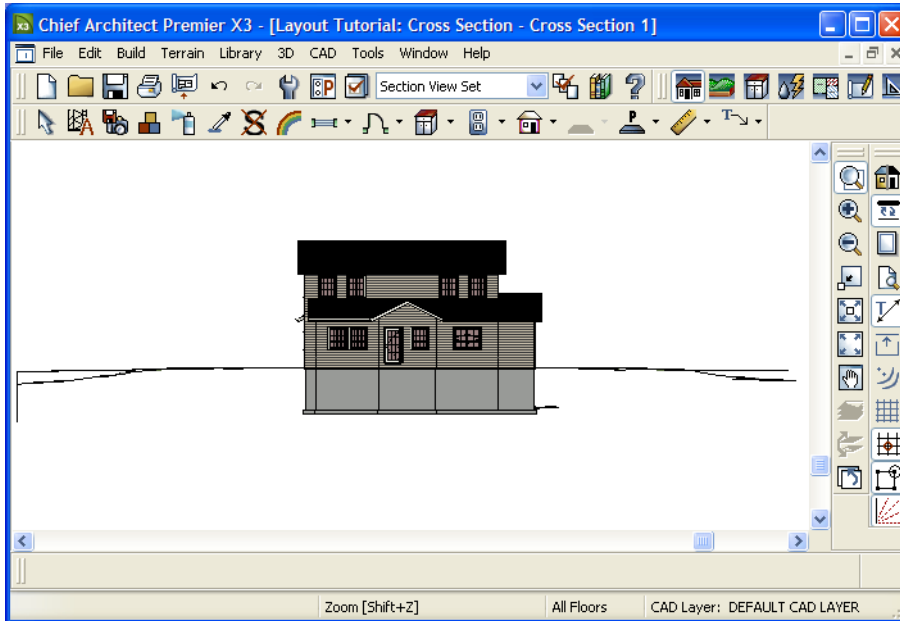 X3 Chief Architect Premier X3 - [Layout Tutorial: Cross Section - Cross Section 1]
File Edit Build Terrain Library 3D CAD Tools Window Help
P Section View Set ?
P T
T
Zoom [Shift+Z] All Floors CAD Layer: DEFAULT CAD LAYER